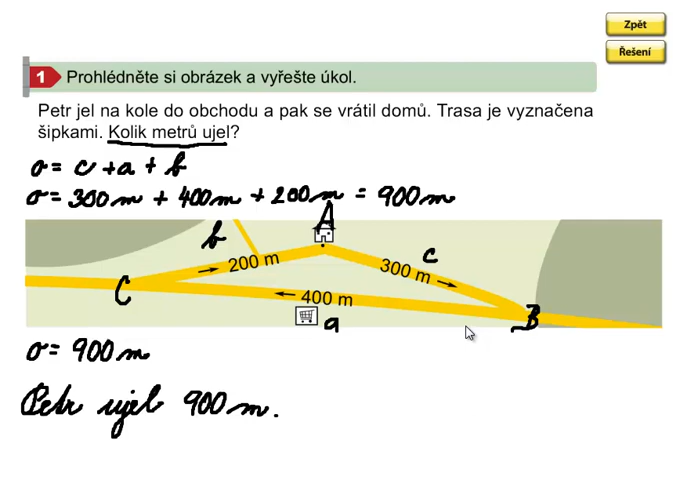 Zpět
Řešení
1 Prohlédněte si obrázek a vyřešte úkol.
Petr jel na kole do obchodu a pak se vrátil domů. Trasa je vyznačena
šipkami. Kolik metrů ujel?
o = c + a + b
o = 300 m + 400 m + 200 m = 900 m
A
b
200 m
c
300 m
C
400 m
a
B
o = 900 m
Petr ujel 900 m.